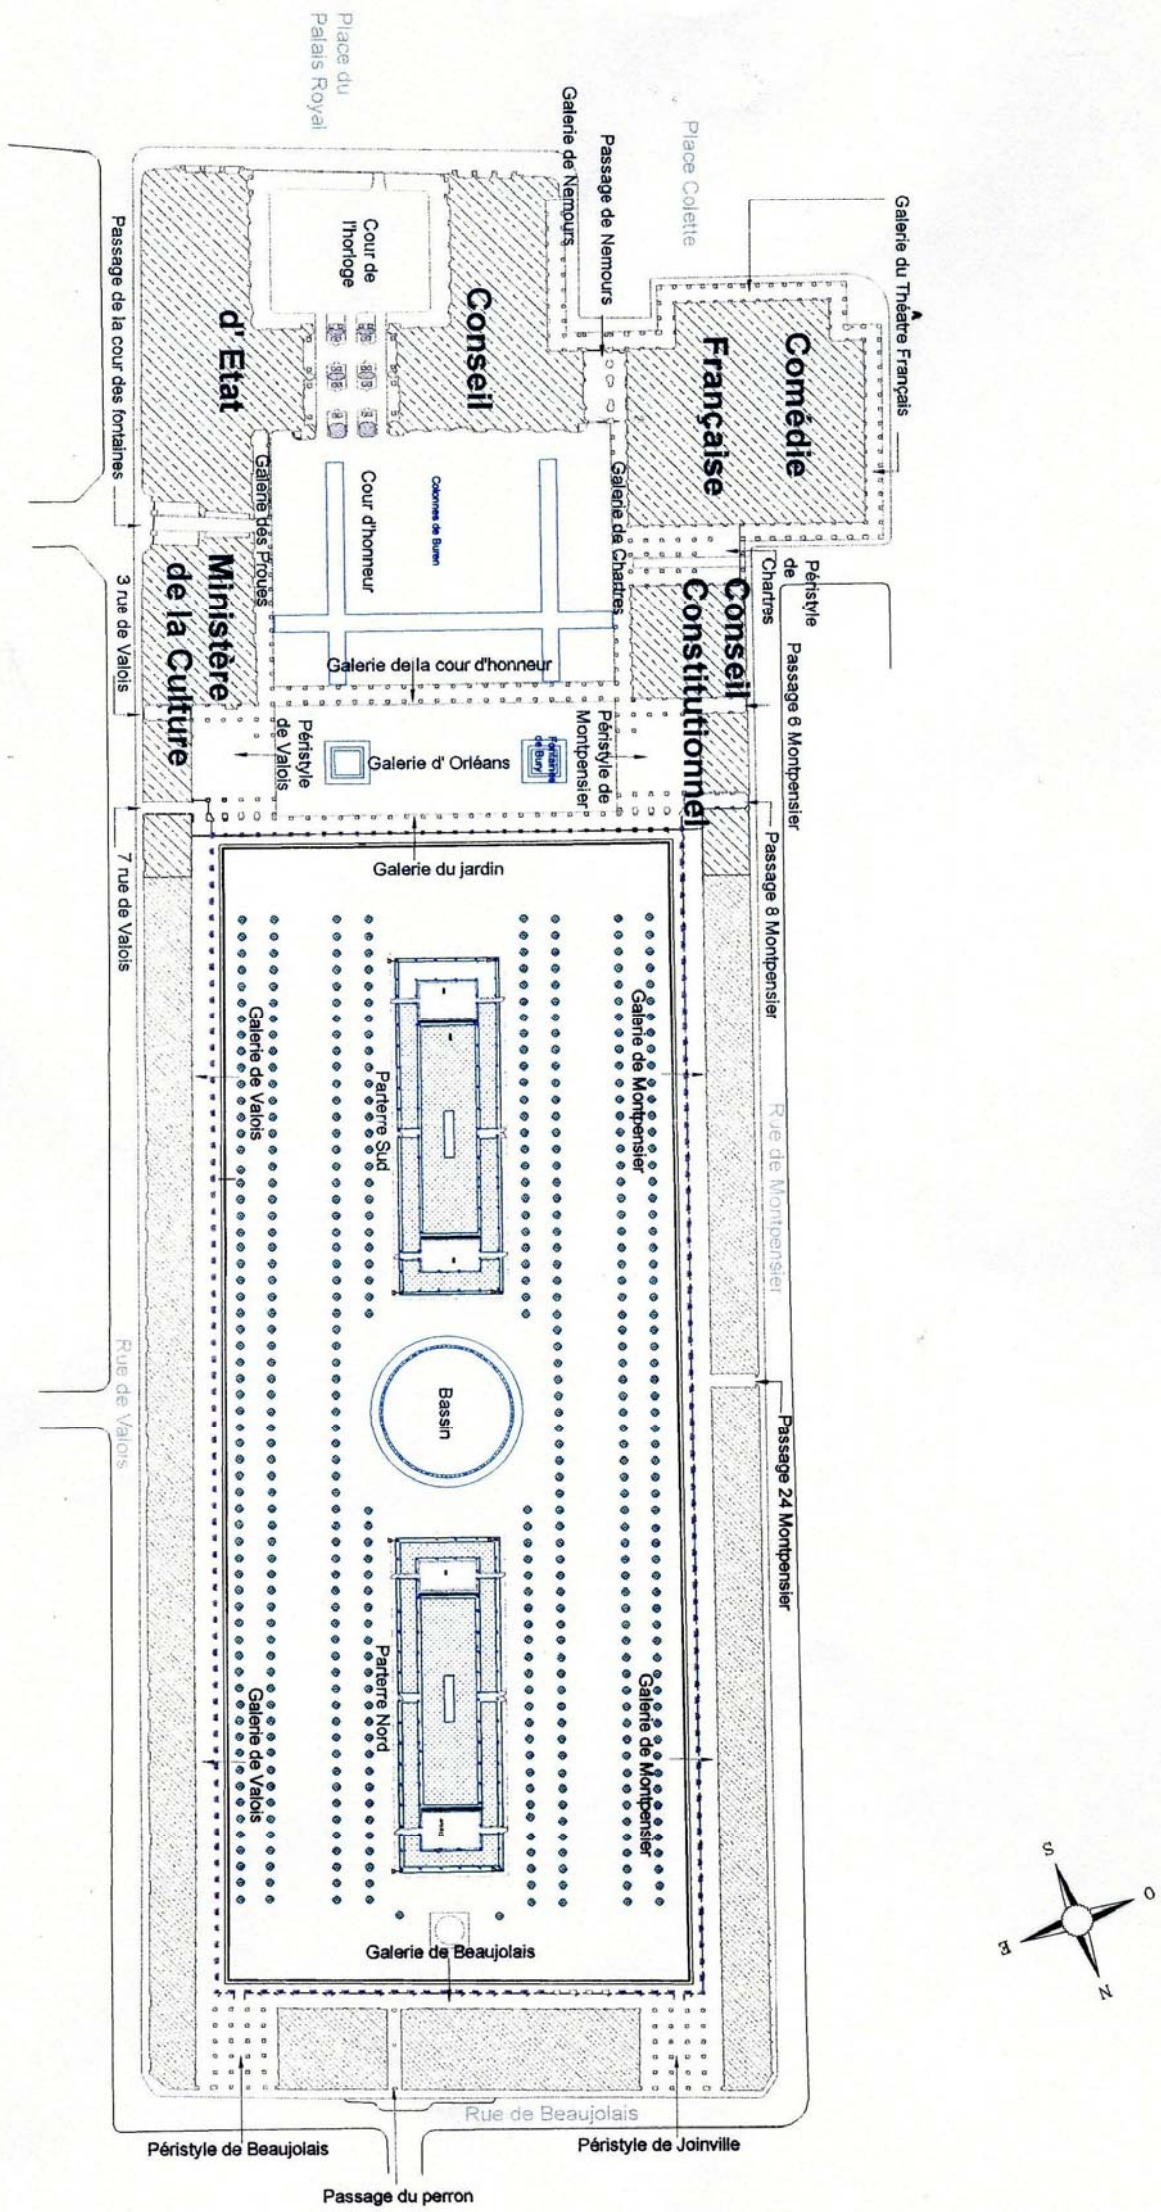 Place du
Palais Royal
Place Colette
Galerie de Nemours
Passage de Nemours
Galerie du Théatre Français
A
Cour de
l'horloge
Conseil
d' Etat
Comédie
Française
Passage de la cour des fontaines
Galerie des Proues
Cour d'honneur
Colonnes de Buren
Galerie de Chartres
Péristyle
de
Chartres
Ministère
de la Culture
Conseil
Constitutionnel
3 rue de Valois
Passage 6 Montpensier
Galerie de la cour d'honneur
Péristyle
de Valois
Galerie d' Orléans
Fontaines
de Bury
Péristyle de
Montpensier
7 rue de Valois
Passage 8 Montpensier
Galerie du jardin
Galerie de Valois
Parterre Sud
Galerie de Montpensier
Rue de Montpensier
Bassin
Rue de Valois
Passage 24 Montpensier
Galerie de Valois
Parterre Nord
Galerie de Montpensier
S
O
E
N
Galerie de Beaujolais
Rue de Beaujolais
Péristyle de Beaujolais
Péristyle de Joinville
Passage du perron